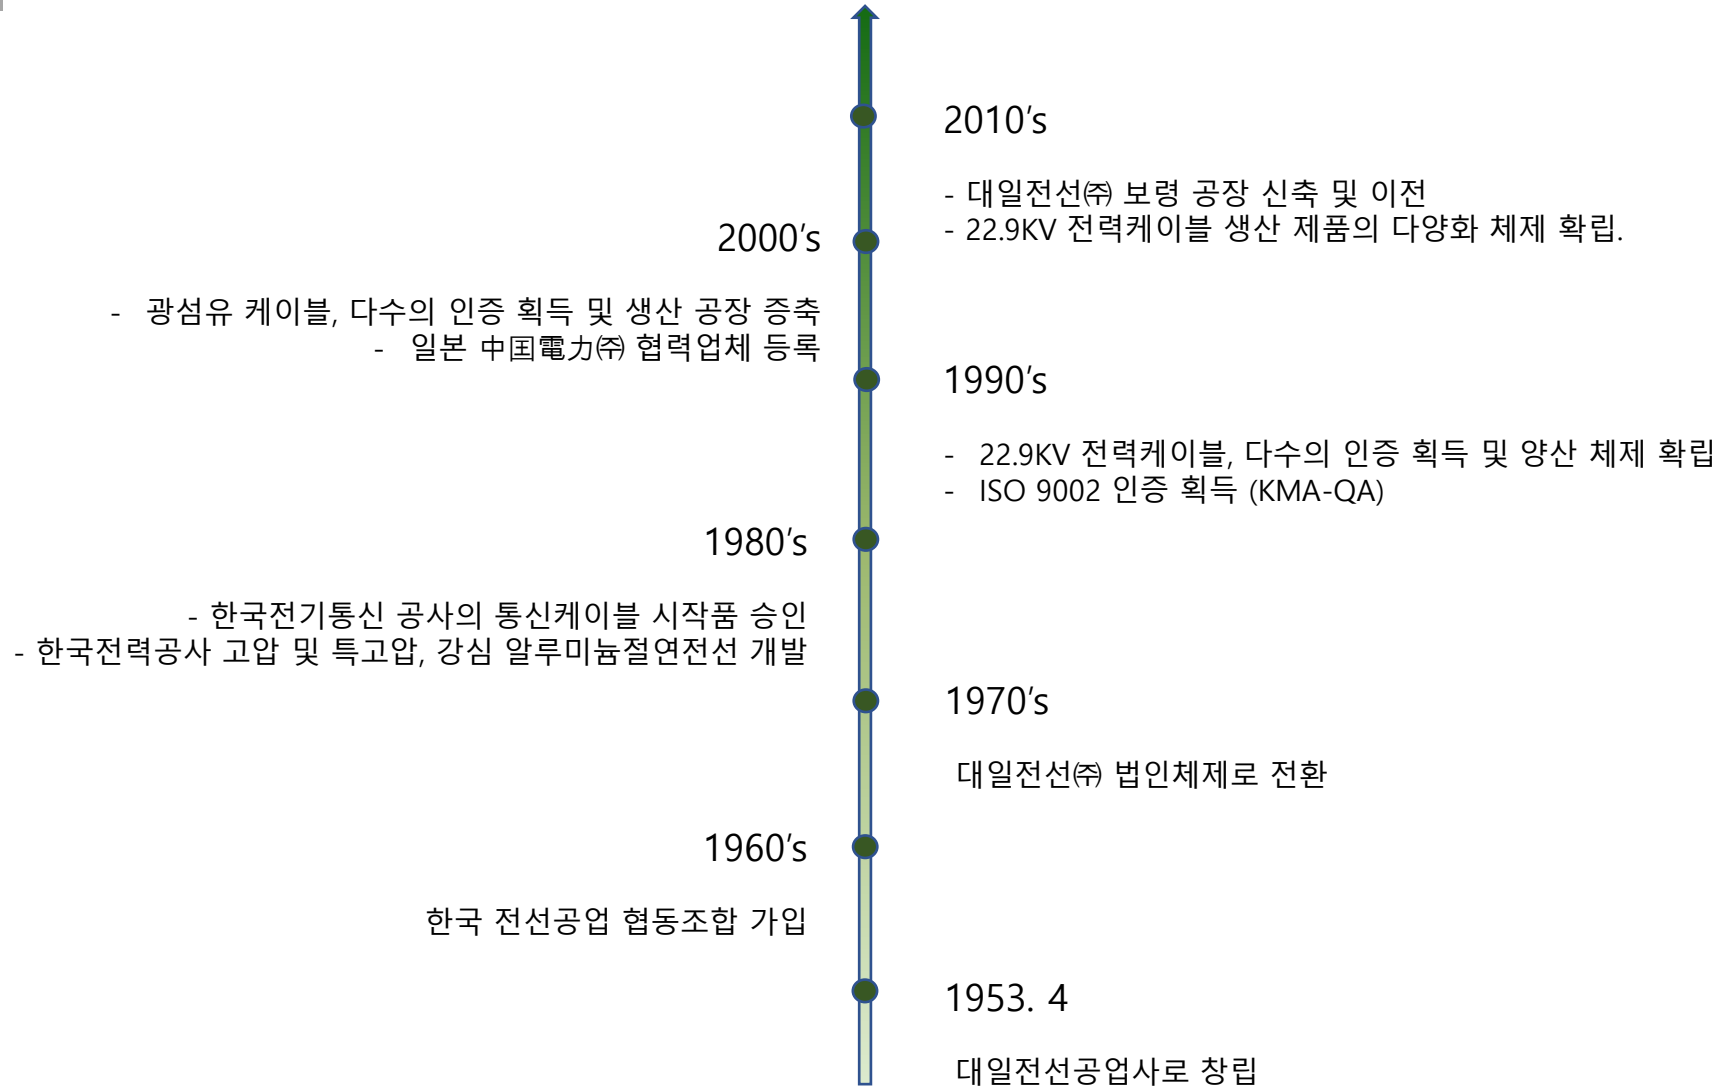 2010’s
- 대일전선㈜ 보령 공장 신축 및 이전
- 22.9KV 전력케이블 생산 제품의 다양화 체제 확립.
2000’s
- 광섬유 케이블, 다수의 인증 획득 및 생산 공장 증축
- 일본 中国電力㈜ 협력업체 등록
1990’s
- 22.9KV 전력케이블, 다수의 인증 획득 및 양산 체제 확립
- ISO 9002 인증 획득 (KMA-QA)
1980’s
- 한국전기통신 공사의 통신케이블 시작품 승인
- 한국전력공사 고압 및 특고압, 강심 알루미늄절연전선 개발
1970’s
대일전선㈜ 법인체제로 전환
1960’s
한국 전선공업 협동조합 가입
1953. 4
대일전선공업사로 창립